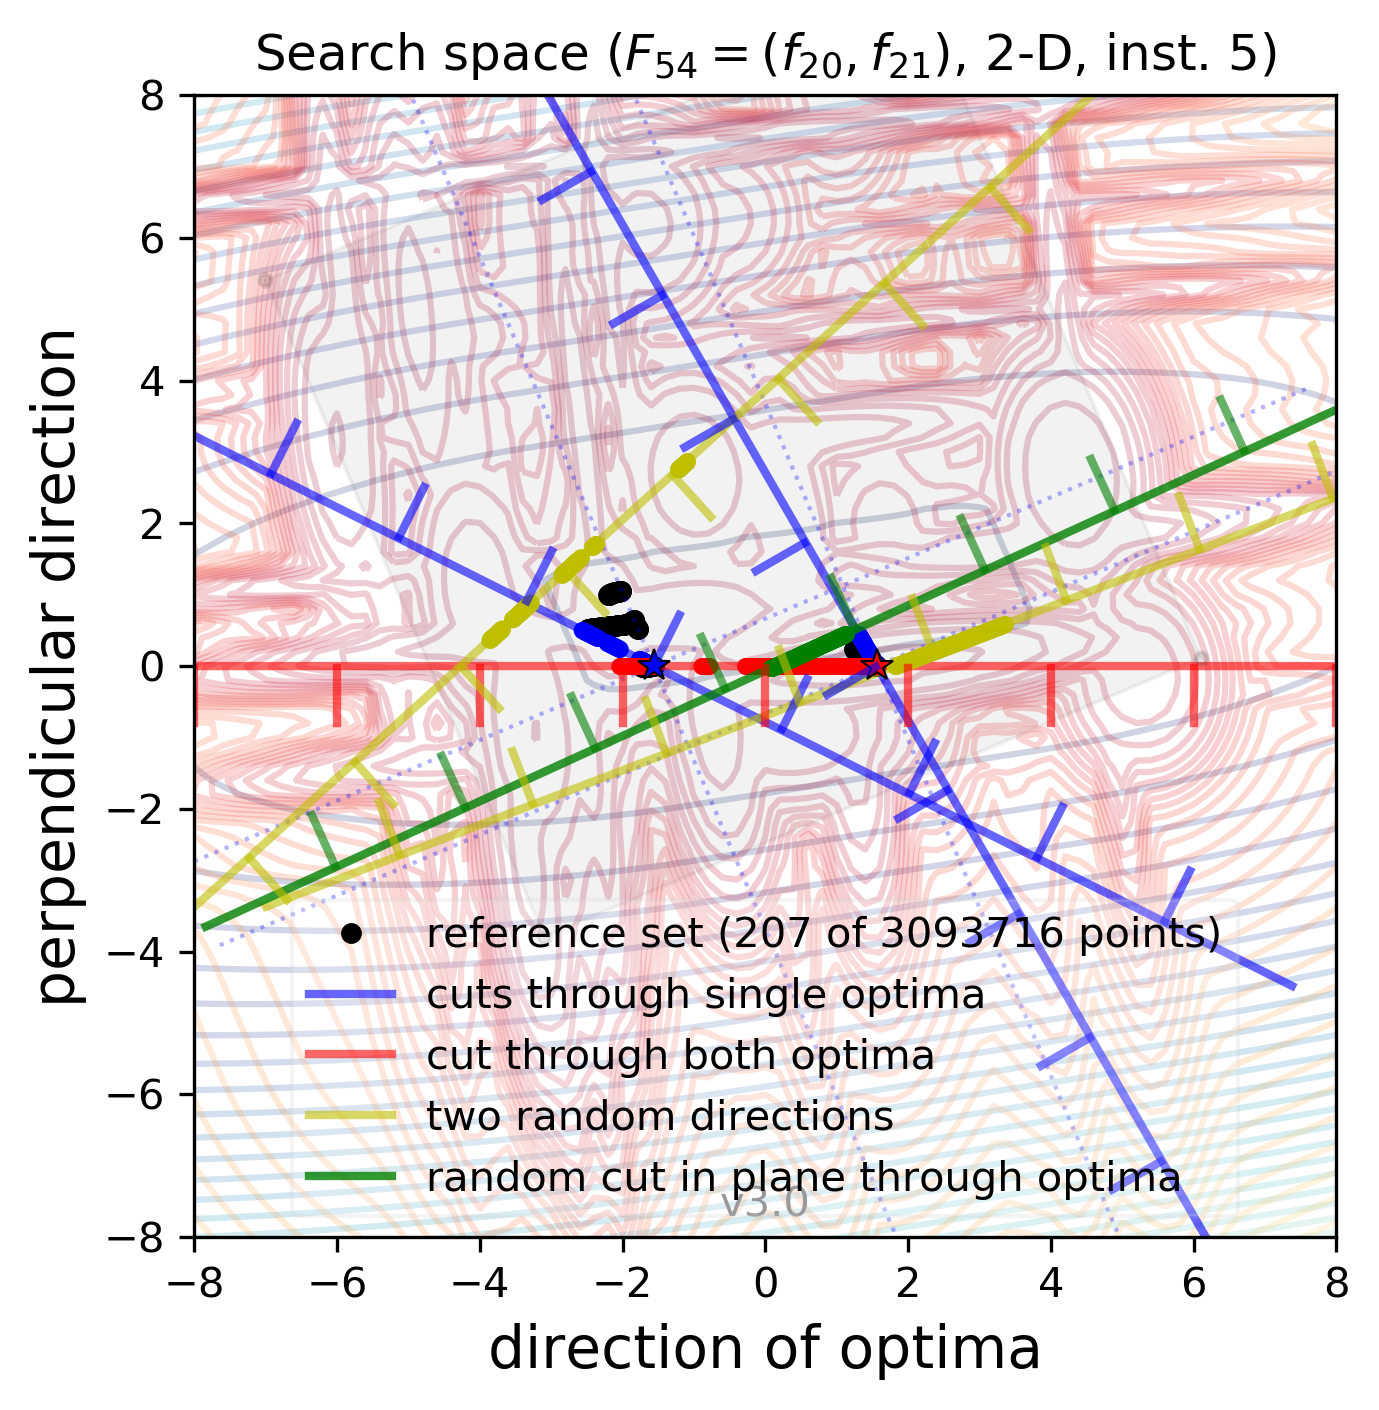 Search space (F₅₄ = (f₂₀, f₂₁), 2-D, inst. 5)
perpendicular direction
8
6
4
2
0
−2
−4
−6
−8
reference set (207 of 3093716 points)
cuts through single optima
cut through both optima
two random directions
random cut in plane through optima
v3.0
−8 −6 −4 −2 0 2 4 6 8
direction of optima